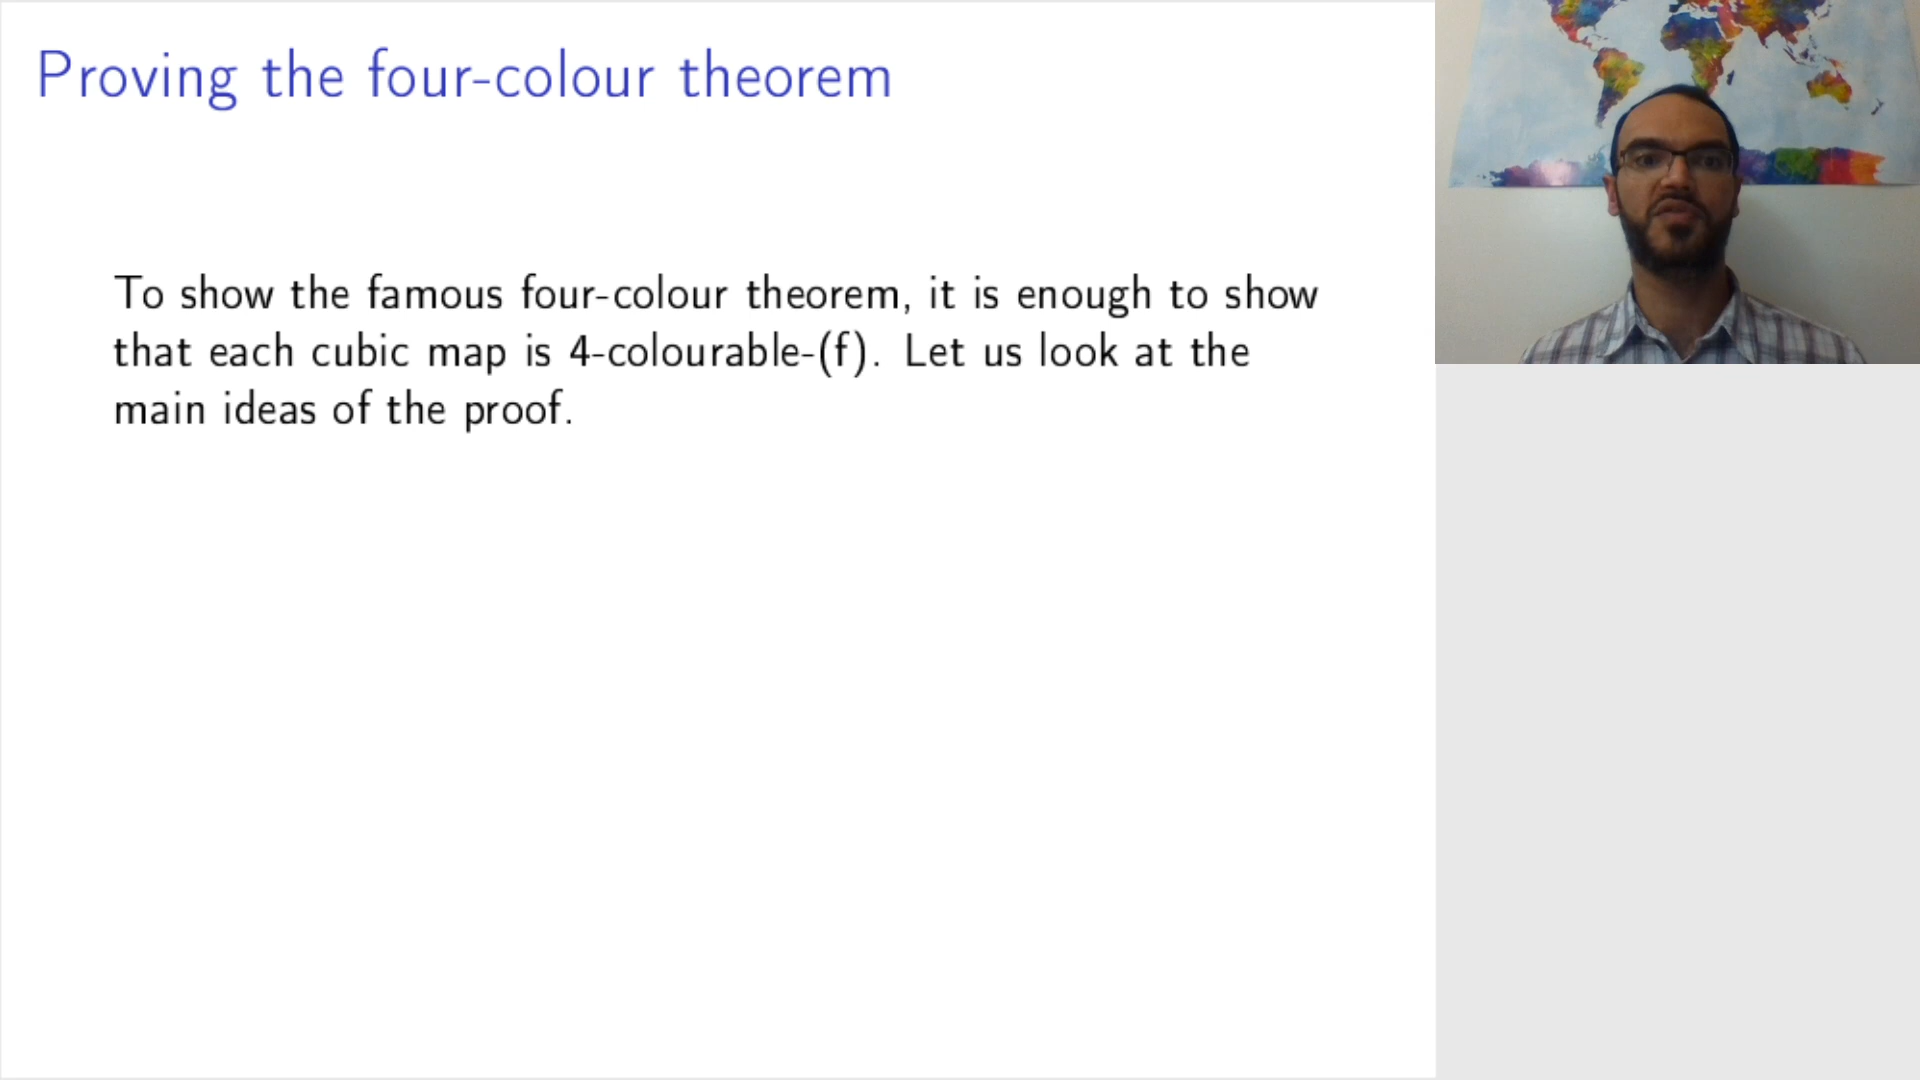 Proving the four-colour theorem
To show the famous four-colour theorem, it is enough to show
that each cubic map is 4-colourable-(f). Let us look at the
main ideas of the proof.